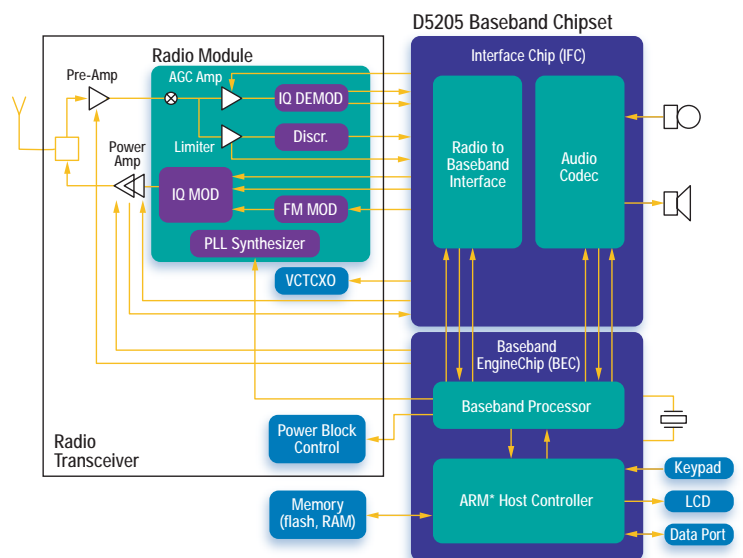 D5205 Baseband Chipset
Interface Chip (IFC)
Radio Module
Pre-Amp
AGC Amp
IQ DEMOD
Limiter
Discr.
Power
Amp
IQ MOD
FM MOD
PLL Synthesizer
VCTCXO
Radio to
Baseband
Interface
Audio
Codec
Baseband
EngineChip (BEC)
Baseband Processor
Power Block
Control
Radio
Transceiver
Memory
(flash, RAM)
ARM* Host Controller
Keypad
LCD
Data Port